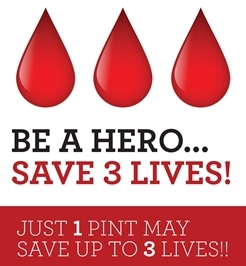 BE A HERO...
SAVE 3 LIVES!
JUST 1 PINT MAY
SAVE UP TO 3 LIVES!!